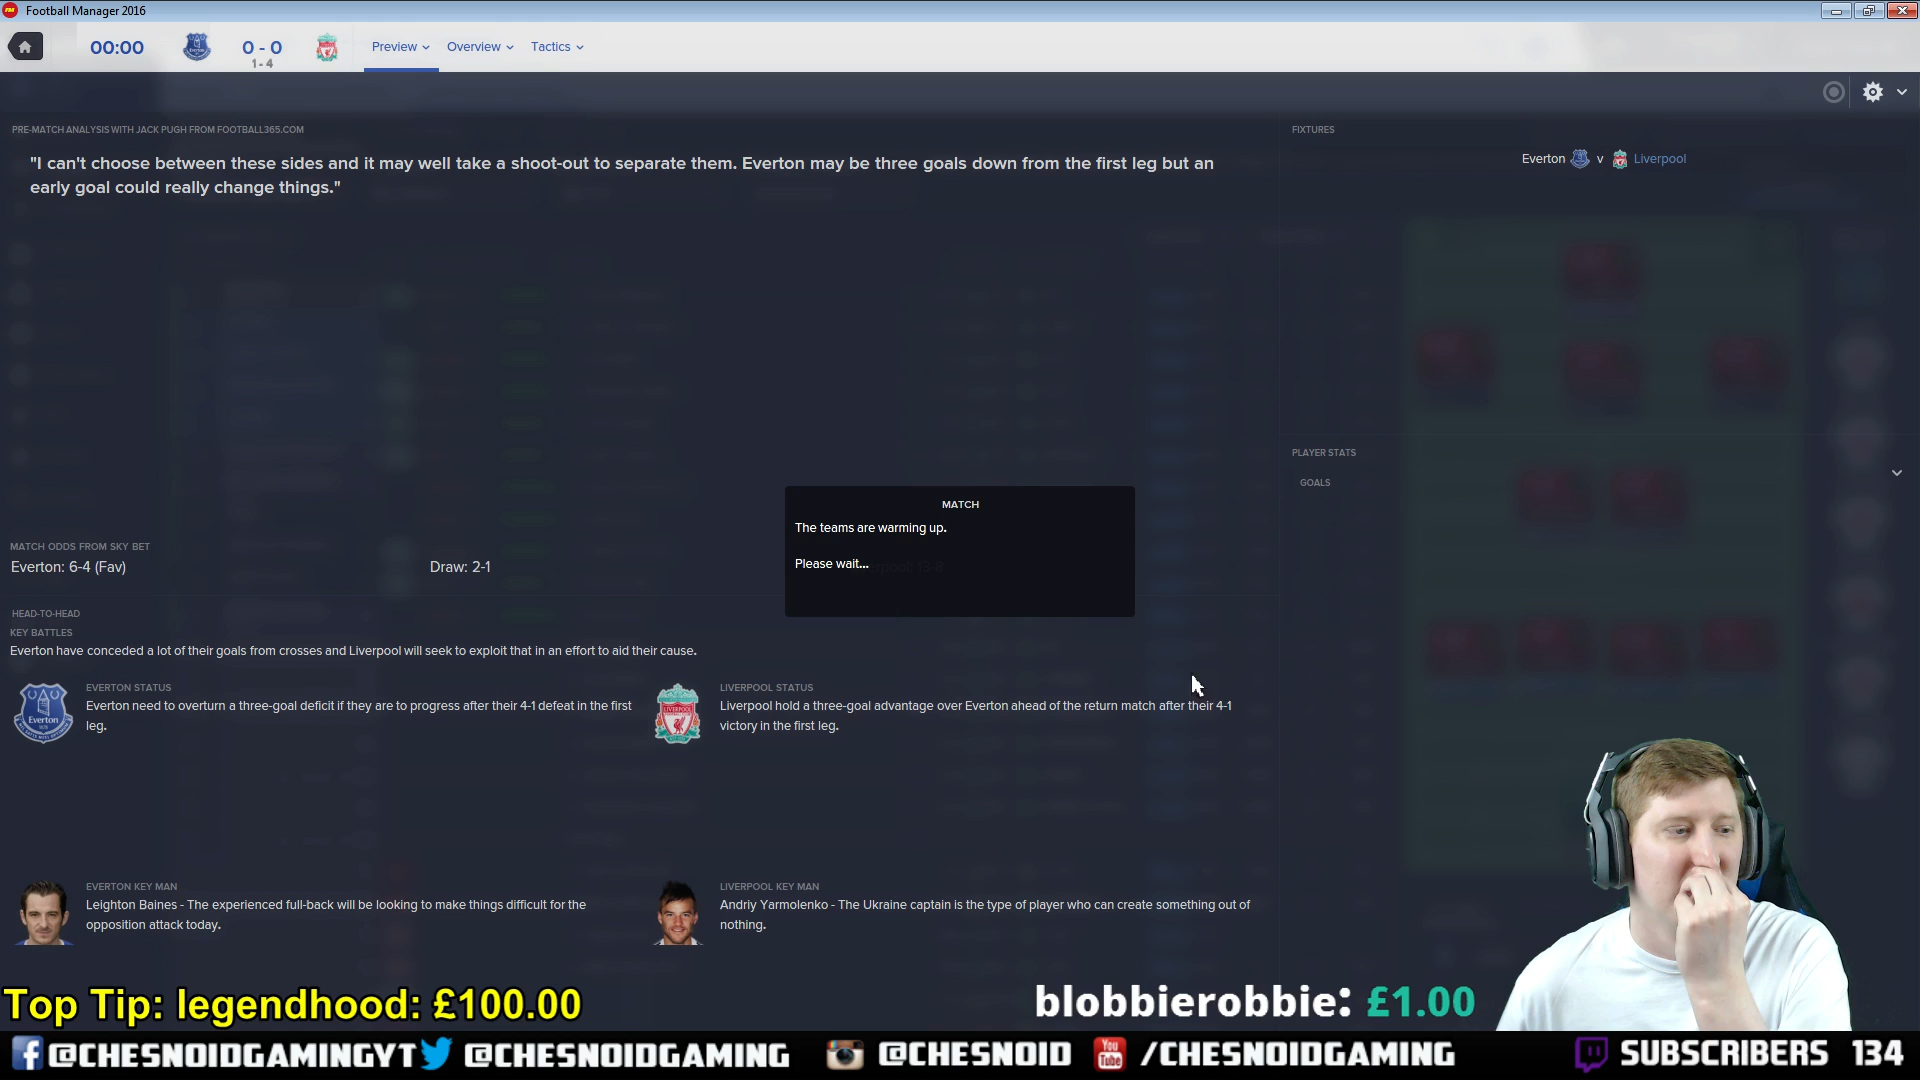 Football Manager 2016
00:00
0 - 0
1 - 4
Preview
Overview
Tactics
PRE-MATCH ANALYSIS WITH JACK PUGH FROM FOOTBALL365.COM
"I can't choose between these sides and it may well take a shoot-out to separate them. Everton may be three goals down from the first leg but an
early goal could really change things."
FIXTURES
Everton v Liverpool
PLAYER STATS
GOALS
MATCH
The teams are warming up.
Please wait...
MATCH ODDS FROM SKY BET
Everton: 6-4 (Fav)
Draw: 2-1
HEAD-TO-HEAD
KEY BATTLES
Everton have conceded a lot of their goals from crosses and Liverpool will seek to exploit that in an effort to aid their cause.
EVERTON STATUS
Everton need to overturn a three-goal deficit if they are to progress after their 4-1 defeat in the first
leg.
LIVERPOOL STATUS
Liverpool hold a three-goal advantage over Everton ahead of the return match after their 4-1
victory in the first leg.
EVERTON KEY MAN
Leighton Baines - The experienced full-back will be looking to make things difficult for the
opposition attack today.
LIVERPOOL KEY MAN
Andriy Yarmolenko - The Ukraine captain is the type of player who can create something out of
nothing.
Top Tip: legendhood: £100.00
blobbierobbie: £1.00
@CHESNOIDGAMINGYT
@CHESNOIDGAMING
@CHESNOID
/CHESNOIDGAMING
SUBSCRIBERS 134